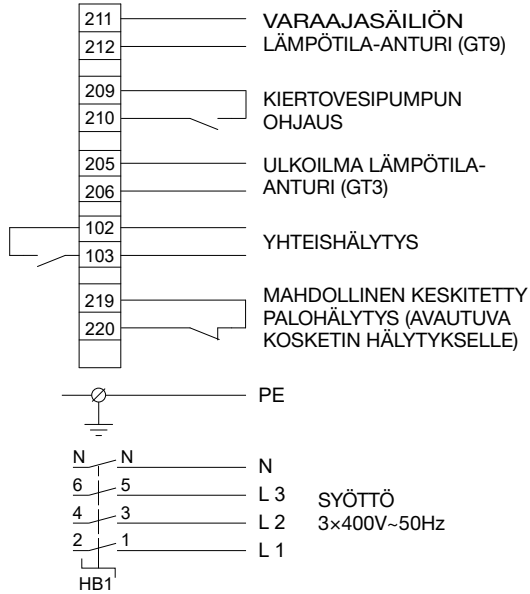 211
VARAAJASÄILIÖN
212
LÄMPÖTILA-ANTURI (GT9)
209
210
KIERTOVESIPUMPUN
OHJAUS
205
206
ULKOILMA LÄMPÖTILA-
ANTURI (GT3)
102
103
YHTEISHÄLYTYS
219
220
MAHDOLLINEN KESKITETTY
PALOHÄLYTYS (AVAUTUVA
KOSKETIN HÄLYTYKSELLE)
PE
N N N
6 5 L 3
4 3 L 2
2 1 L 1
SYÖTTÖ
3×400V~50Hz
HB1